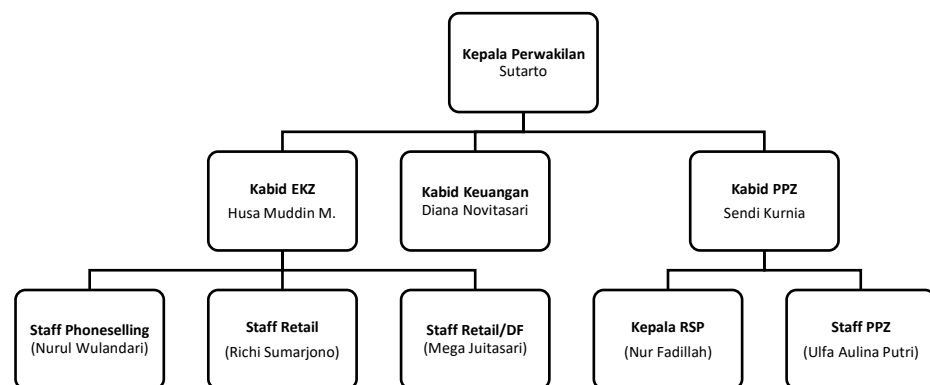 Kepala Perwakilan
Sutarto
Kabid EKZ
Husa Muddin M.
Kabid Keuangan
Diana Novitasari
Kabid PPZ
Sendi Kurnia
Staff Phoneselling
(Nurul Wulandari)
Staff Retail
(Richi Sumarjono)
Staff Retail/DF
(Mega Juitasari)
Kepala RSP
(Nur Fadillah)
Staff PPZ
(Ulfa Aulina Putri)